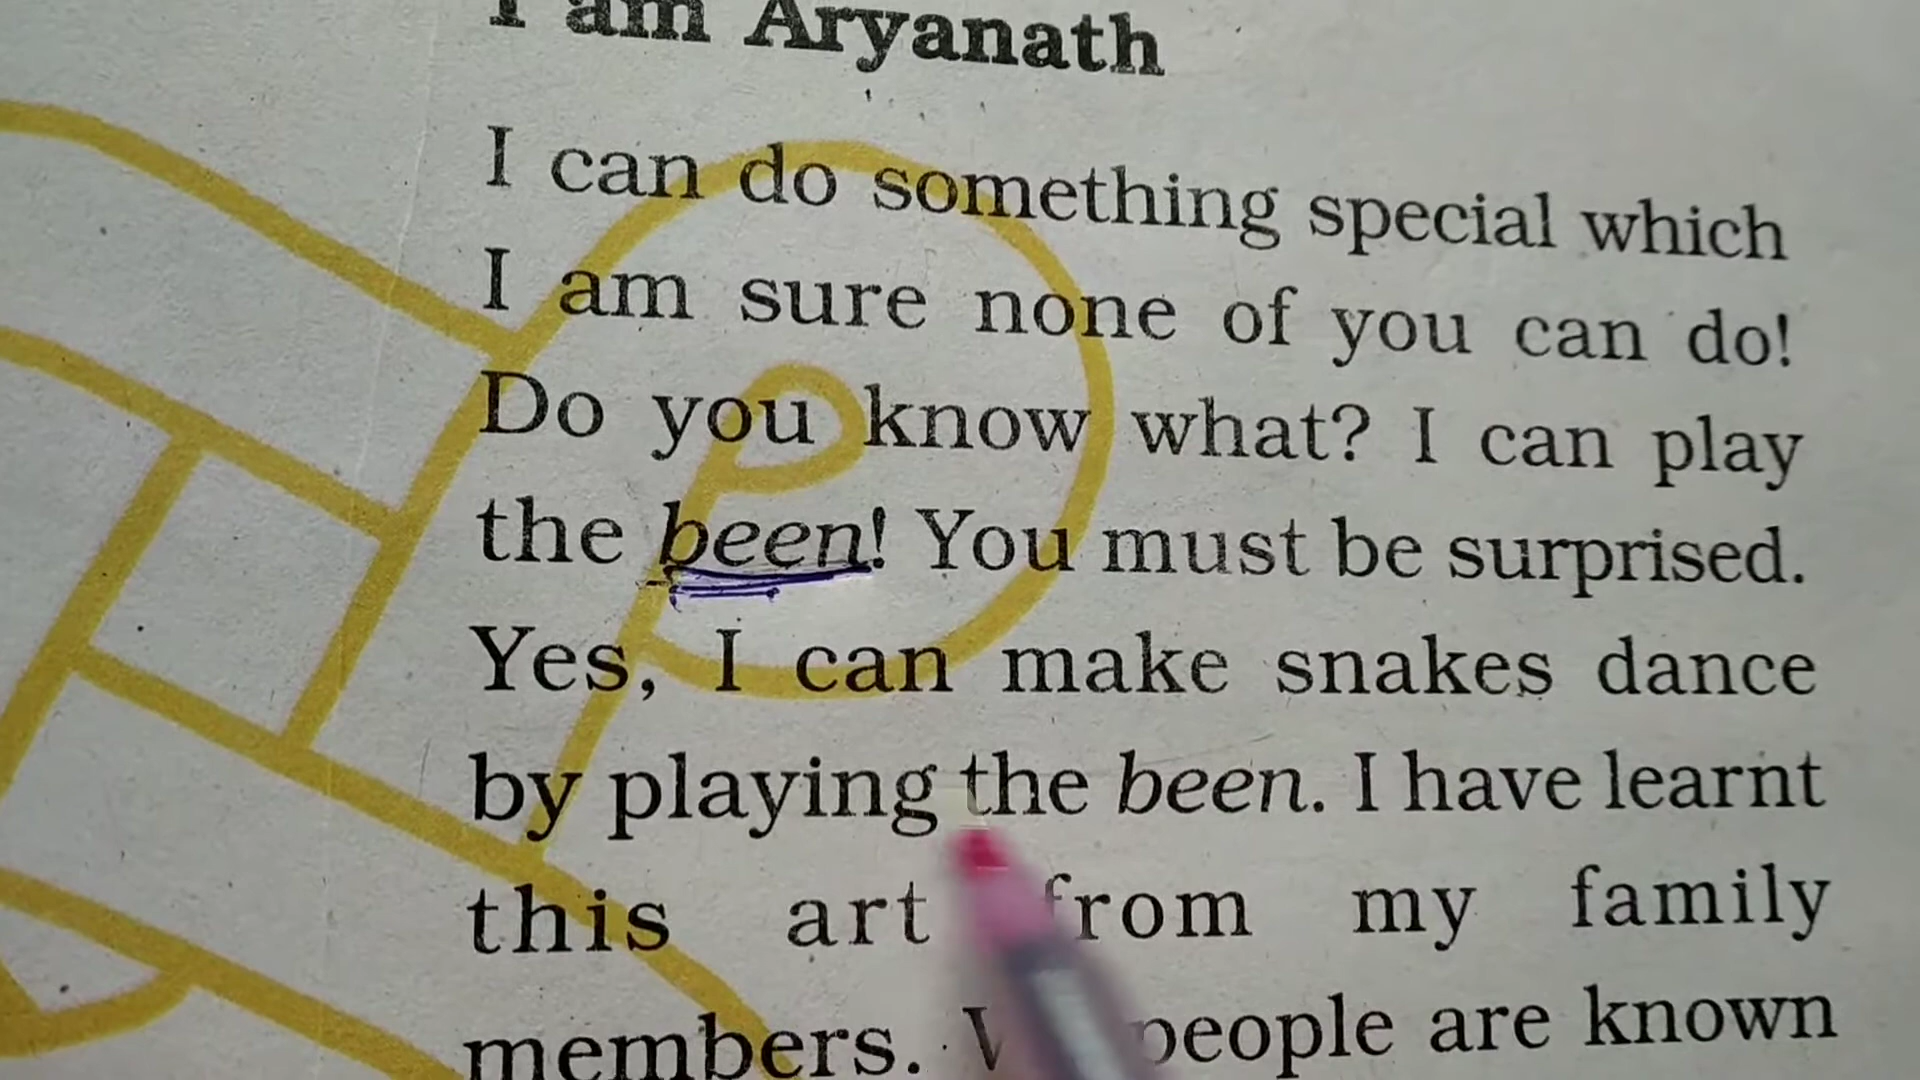 I am Aryanath
I can do something special which
I am sure none of you can do!
Do you know what? I can play
the been! You must be surprised.
Yes, I can make snakes dance
by playing the been. I have learnt
this art from my family
members. people are known